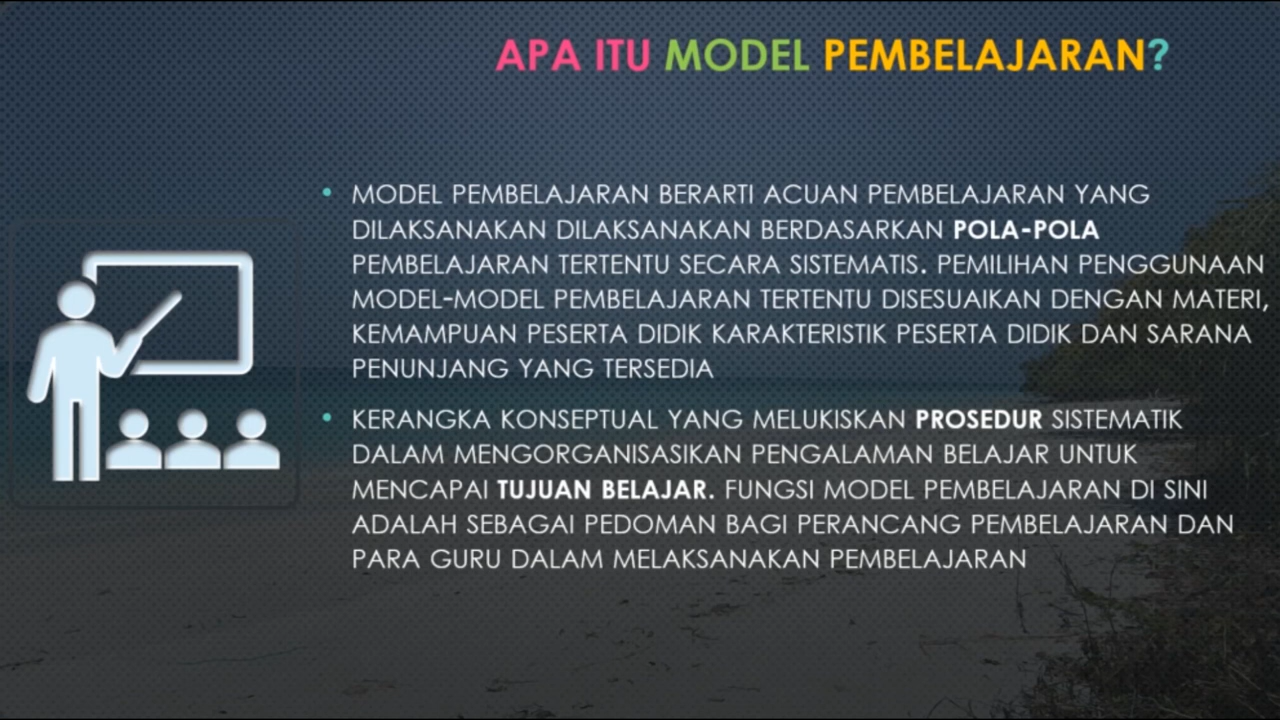 APA ITU MODEL PEMBELAJARAN?
• MODEL PEMBELAJARAN BERARTI ACUAN PEMBELAJARAN YANG
DILAKSANAKAN DILAKSANAKAN BERDASARKAN POLA-POLA
PEMBELAJARAN TERTENTU SECARA SISTEMATIS. PEMILIHAN PENGGUNAAN
MODEL-MODEL PEMBELAJARAN TERTENTU DISESUAIKAN DENGAN MATERI,
KEMAMPUAN PESERTA DIDIK KARAKTERISTIK PESERTA DIDIK DAN SARANA
PENUNJANG YANG TERSEDIA
• KERANGKA KONSEPTUAL YANG MELUKISKAN PROSEDUR SISTEMATIK
DALAM MENGORGANISASIKAN PENGALAMAN BELAJAR UNTUK
MENCAPAI TUJUAN BELAJAR. FUNGSI MODEL PEMBELAJARAN DI SINI
ADALAH SEBAGAI PEDOMAN BAGI PERANCANG PEMBELAJARAN DAN
PARA GURU DALAM MELAKSANAKAN PEMBELAJARAN